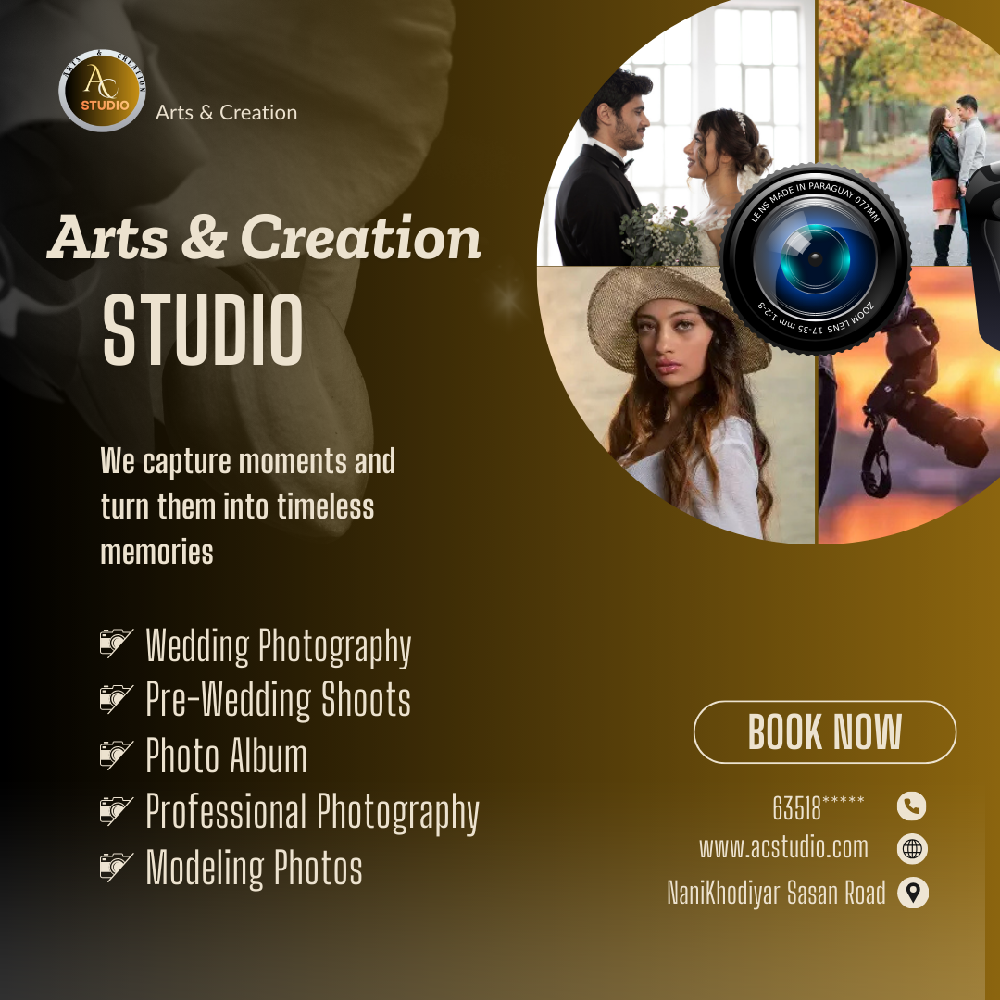 ARTS & CREATION
AC
STUDIO
Arts & Creation
Arts & Creation
STUDIO
We capture moments and
turn them into timeless
memories
Wedding Photography
Pre-Wedding Shoots
Photo Album
Professional Photography
Modeling Photos
LENS MADE IN PARAGUAY 077MM
ZOOM LENS 17-35 mm 1:2-8
BOOK NOW
63518*****
www.acstudio.com
NaniKhodiyar Sasan Road